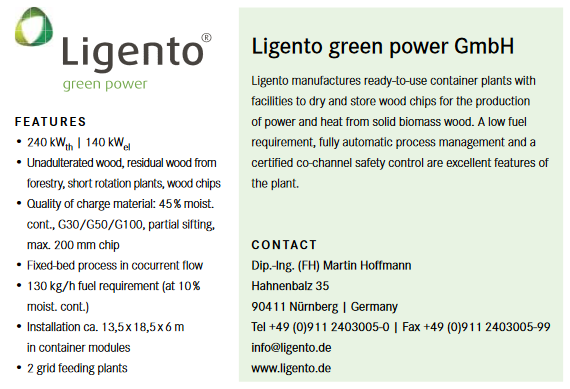 Ligento®
green power
FEATURES
• 240 kWth | 140 kWel
• Unadulterated wood, residual wood from
forestry, short rotation plants, wood chips
• Quality of charge material: 45 % moist.
cont., G30/G50/G100, partial sifting,
max. 200 mm chip
• Fixed-bed process in cocurrent flow
• 130 kg/h fuel requirement (at 10 %
moist. cont.)
• Installation ca. 13,5 x 18,5 x 6 m
in container modules
• 2 grid feeding plants
Ligento green power GmbH
Ligento manufactures ready-to-use container plants with
facilities to dry and store wood chips for the production
of power and heat from solid biomass wood. A low fuel
requirement, fully automatic process management and a
certified co-channel safety control are excellent features of
the plant.
CONTACT
Dip.-Ing. (FH) Martin Hoffmann
Hahnenbalz 35
90411 Nürnberg | Germany
Tel +49 (0)911 2403005-0 | Fax +49 (0)911 2403005-99
info@ligento.de
www.ligento.de